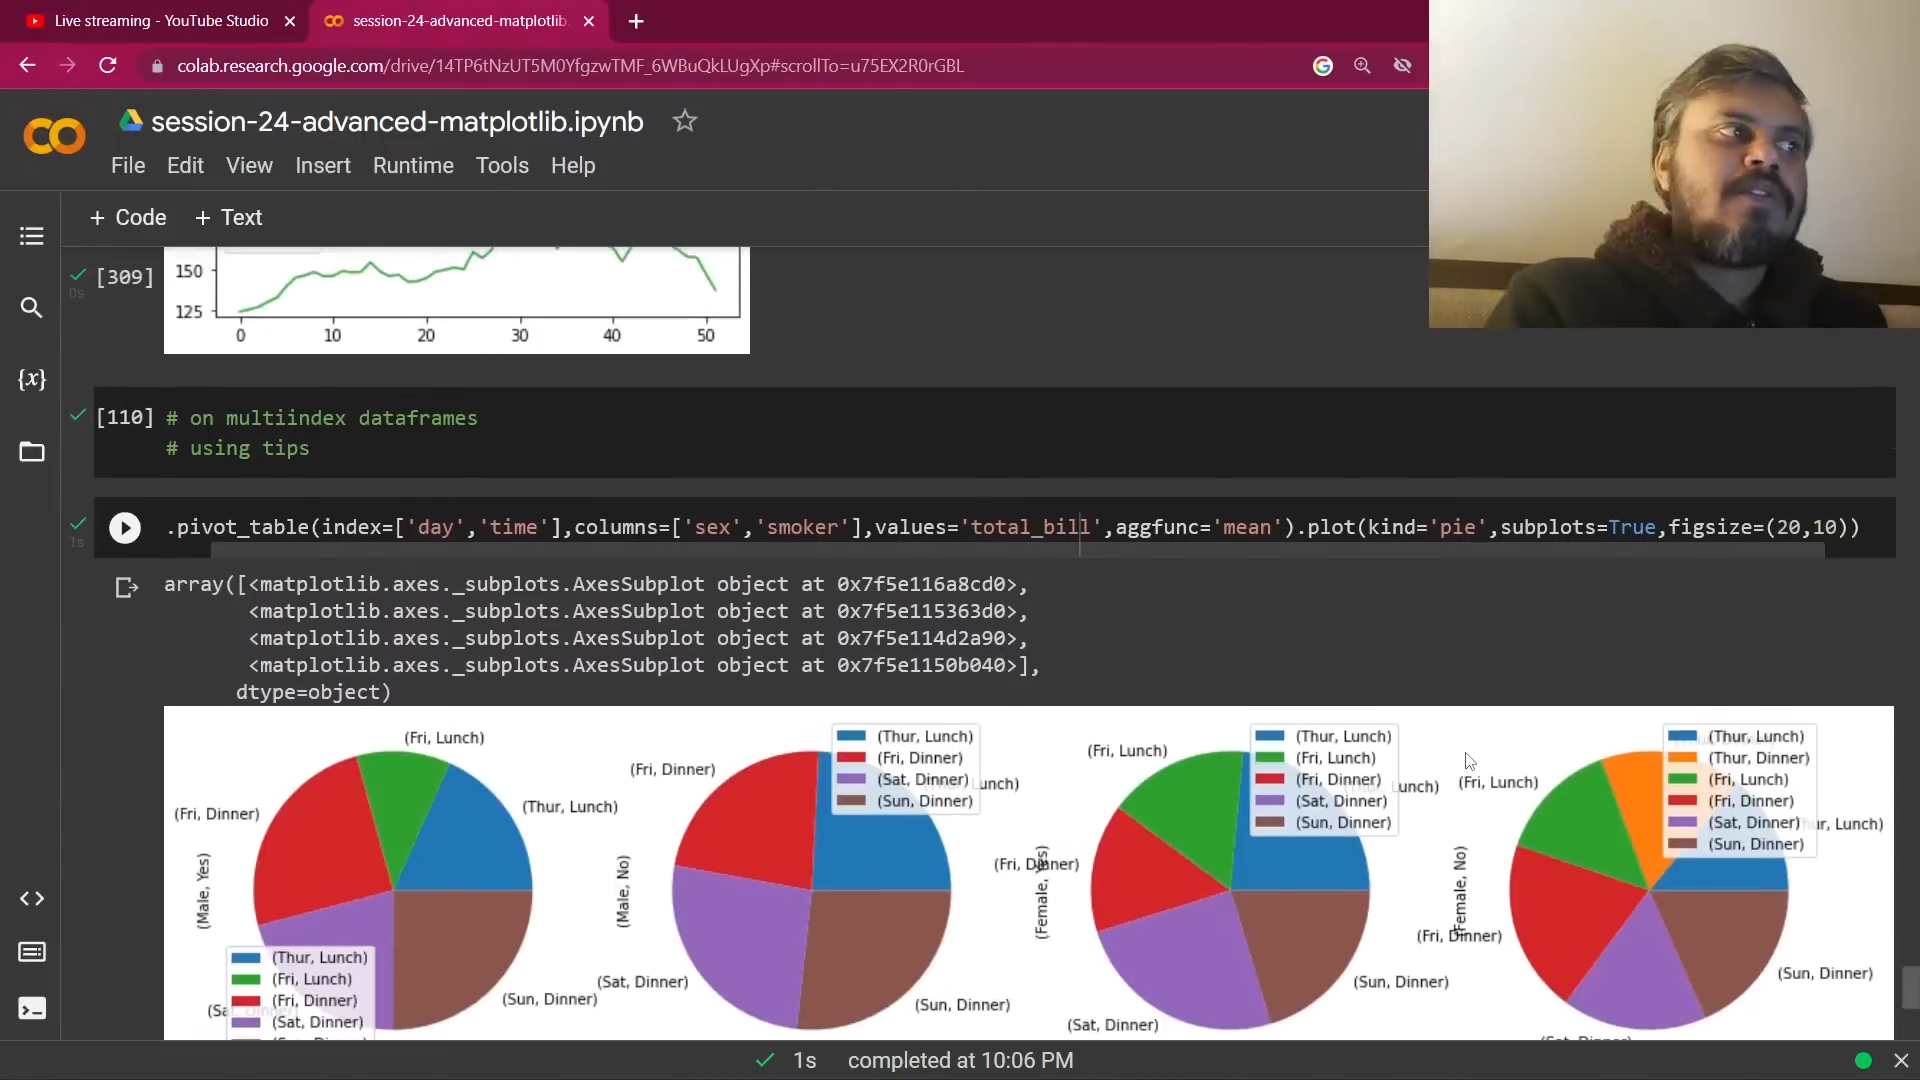 Live streaming - YouTube Studio
session-24-advanced-matplotlib.
colab.research.google.com/drive/14TP6tNzUT5M0YfgzwTMF_6WBuQkLUgXp#scrollTo=u75EX2R0rGBL
session-24-advanced-matplotlib.ipynb
File Edit View Insert Runtime Tools Help
+ Code + Text
[309]
0s
150
125
0 10 20 30 40 50
[110] # on multiindex dataframes
# using tips
1s
.pivot_table(index=['day','time'],columns=['sex','smoker'],values='total_bill',aggfunc='mean').plot(kind='pie',subplots=True,figsize=(20,10))
array([<matplotlib.axes._subplots.AxesSubplot object at 0x7f5e116a8cd0>,
<matplotlib.axes._subplots.AxesSubplot object at 0x7f5e115363d0>,
<matplotlib.axes._subplots.AxesSubplot object at 0x7f5e114d2a90>,
<matplotlib.axes._subplots.AxesSubplot object at 0x7f5e1150b040>],
dtype=object)
(Fri, Lunch)
(Thur, Lunch)
(Fri, Dinner)
(Male, Yes)
(Sun, Dinner)
(Thur, Lunch)
(Fri, Lunch)
(Fri, Dinner)
(Sat, Dinner)
(Thur, Lunch)
(Fri, Dinner)
(Sat, Dinner)
(Sun, Dinner)
(Fri, Dinner)
(Male, No)
(Sat, Dinner)
(Sun, Dinner)
(Thur, Lunch)
(Fri, Lunch)
(Fri, Dinner)
(Sat, Dinner)
(Sun, Dinner)
(Fri, Lunch)
(Fri, Dinner)
(Female, Yes)
(Sat, Dinner)
(Sun, Dinner)
(Thur, Lunch)
(Thur, Dinner)
(Fri, Lunch)
(Fri, Dinner)
(Sat, Dinner)
(Sun, Dinner)
(Fri, Lunch)
(Female, No)
(Fri, Dinner)
(Sun, Dinner)
1s completed at 10:06 PM